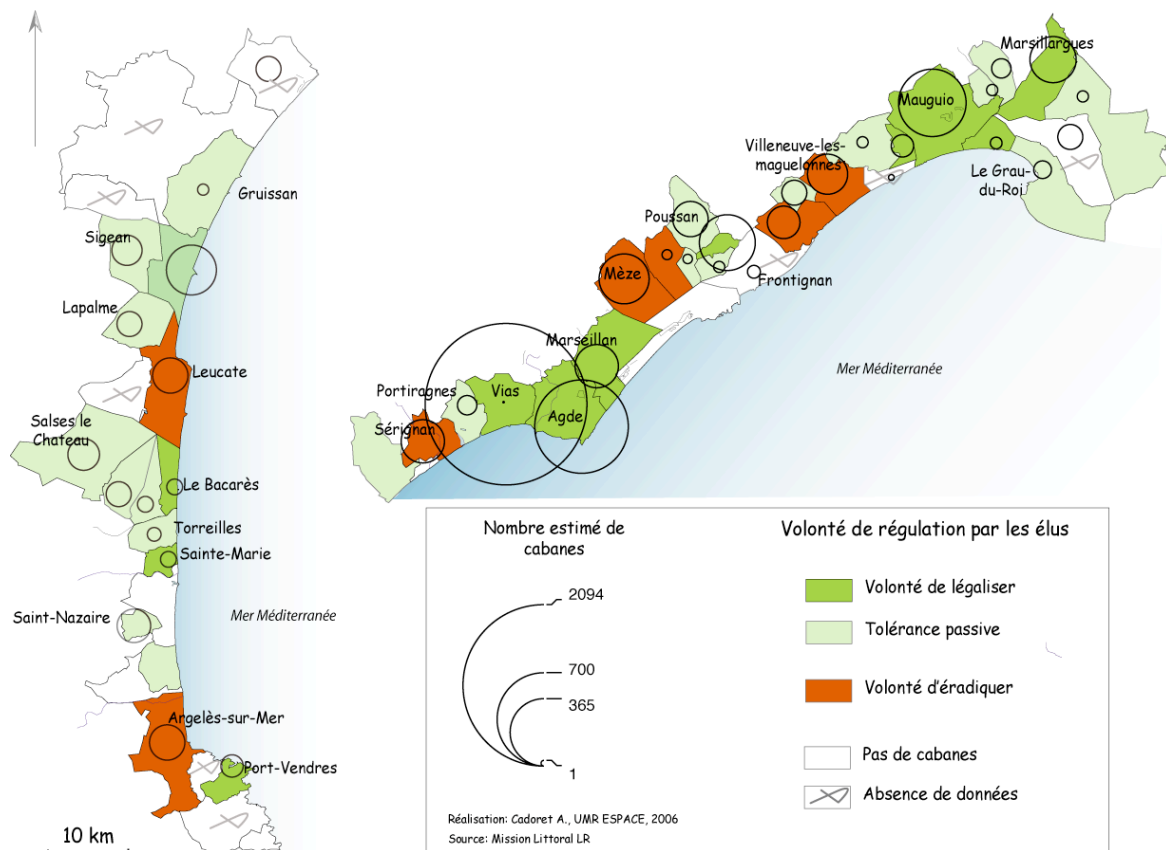 Marsillargues
Mauguio
Villeneuve-les-
maguelonnes
Le Grau-
du-Roi
Gruissan
Poussan
Sigean
Mèze
Frontignan
Lapalme
Marseillan
Leucate
Mer Méditerranée
Portiragnes
Vias
Agde
Salses le
Chateau
Sérignan
Le Bacarès
Torreilles
Sainte-Marie
Saint-Nazaire
Mer Méditerranée
Argelès-sur-Mer
Port-Vendres
10 km
Nombre estimé de
cabanes
2094
700
365
1
Réalisation: Cadoret A., UMR ESPACE, 2006
Source: Mission Littoral LR
Volonté de régulation par les élus
Volonté de légaliser
Tolérance passive
Volonté d'éradiquer
Pas de cabanes
Absence de données